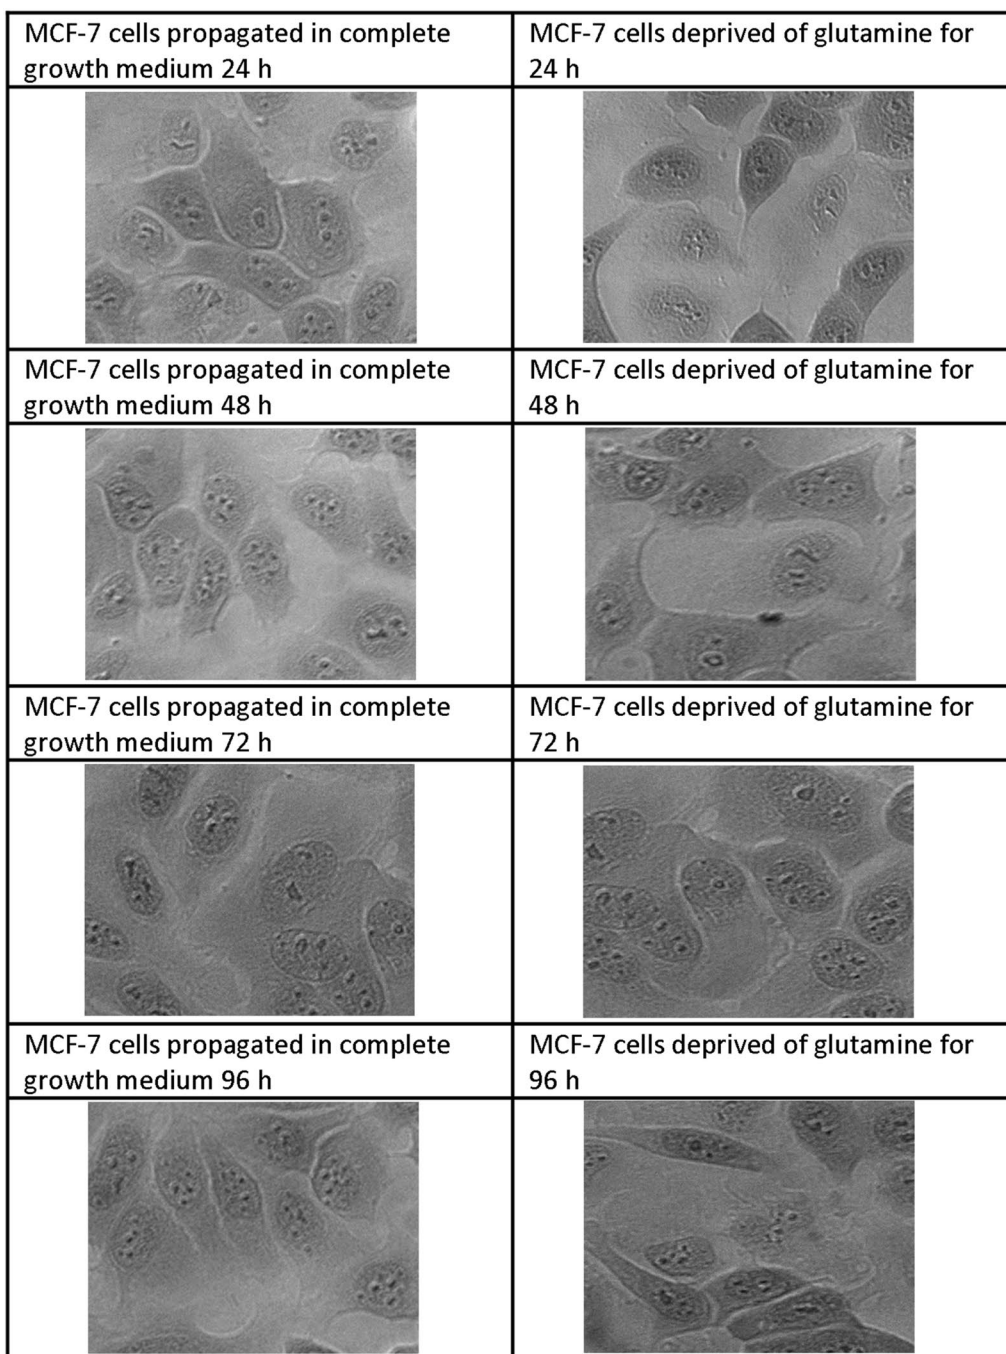 MCF-7 cells propagated in complete
growth medium 24 h
MCF-7 cells deprived of glutamine for
24 h
MCF-7 cells propagated in complete
growth medium 48 h
MCF-7 cells deprived of glutamine for
48 h
MCF-7 cells propagated in complete
growth medium 72 h
MCF-7 cells deprived of glutamine for
72 h
MCF-7 cells propagated in complete
growth medium 96 h
MCF-7 cells deprived of glutamine for
96 h